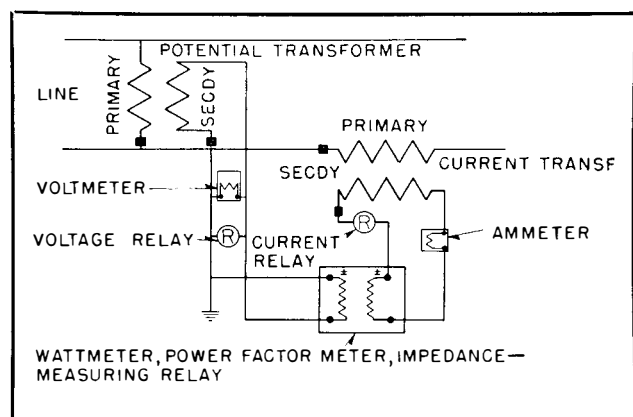 POTENTIAL TRANSFORMER
LINE
PRIMARY
SECDY
PRIMARY
SECDY
CURRENT TRANSF
VOLTMETER
VOLTAGE RELAY
R
CURRENT
RELAY
R
AMMETER
± ±
WATTMETER, POWER FACTOR METER, IMPEDANCE—
MEASURING RELAY